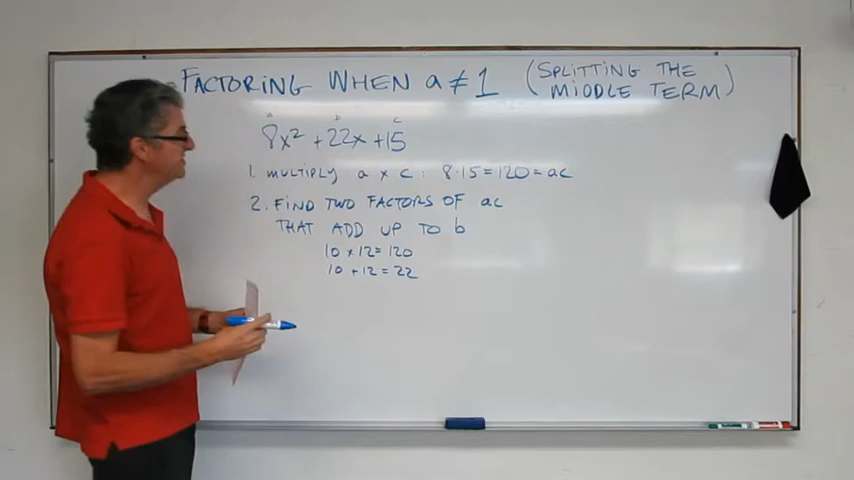 FACTORING WHEN a ≠ 1 (SPLITTING THE MIDDLE TERM)
a b c
8x² + 22x + 15
1. MULTIPLY a x c : 8·15 = 120 = ac
2. FIND TWO FACTORS OF ac
THAT ADD UP TO b
10 x 12 = 120
10 + 12 = 22